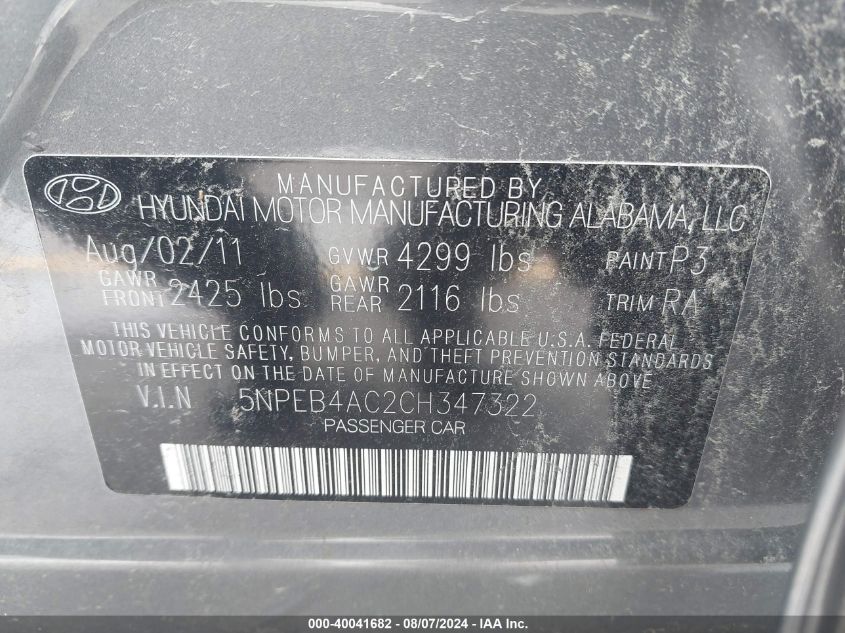 MANUFACTURED BY
HYUNDAI MOTOR MANUFACTURING ALABAMA, LLC
Aug/02/11 GVWR 4299 lbs PAINT P3
GAWR FRONT 2425 lbs GAWR REAR 2116 lbs TRIM RA
THIS VEHICLE CONFORMS TO ALL APPLICABLE U.S.A. FEDERAL
MOTOR VEHICLE SAFETY, BUMPER, AND THEFT PREVENTION STANDARDS
IN EFFECT ON THE DATE OF MANUFACTURE SHOWN ABOVE.
V.I.N 5NPEB4AC2CH347322
PASSENGER CAR
000-40041682 - 08/07/2024 - IAA Inc.